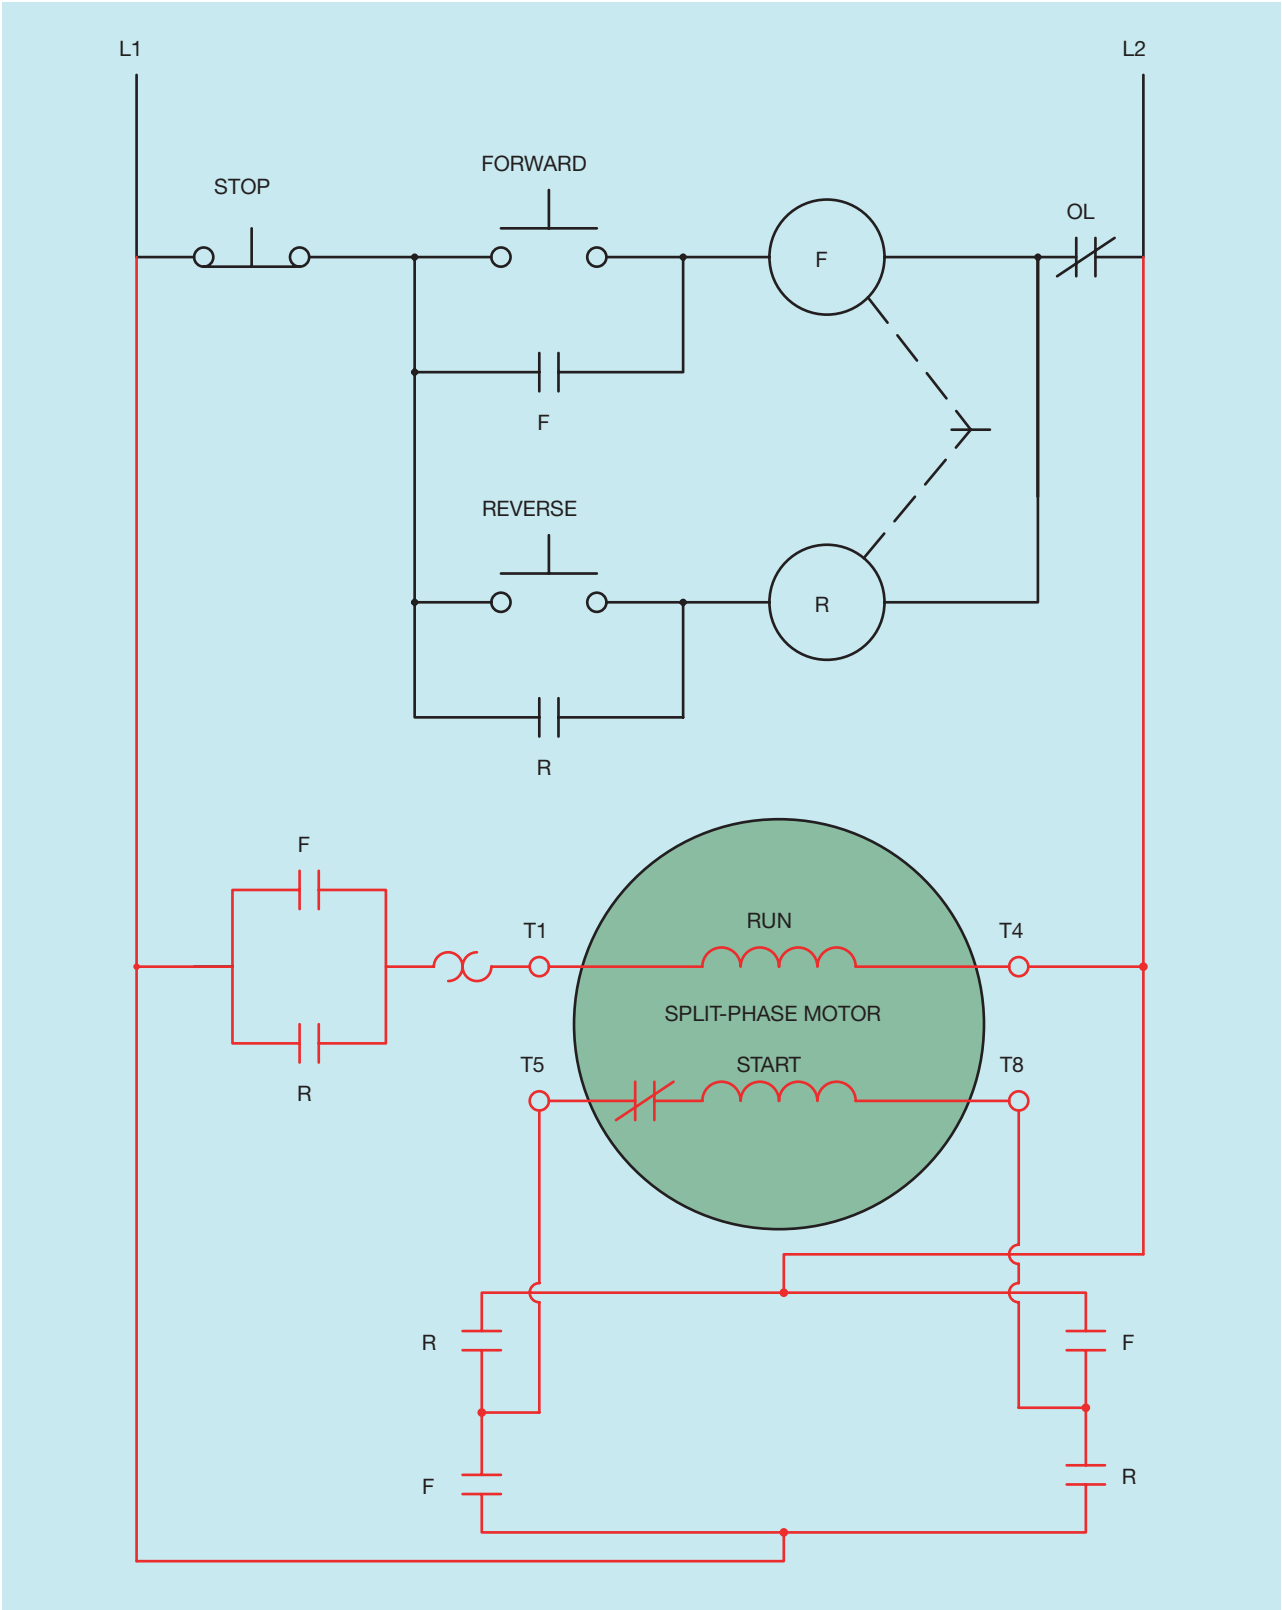 L1
L2
FORWARD
STOP
OL
F
F
REVERSE
R
R
F
T1
RUN
T4
SPLIT-PHASE MOTOR
T5
START
T8
R
R
F
F
R